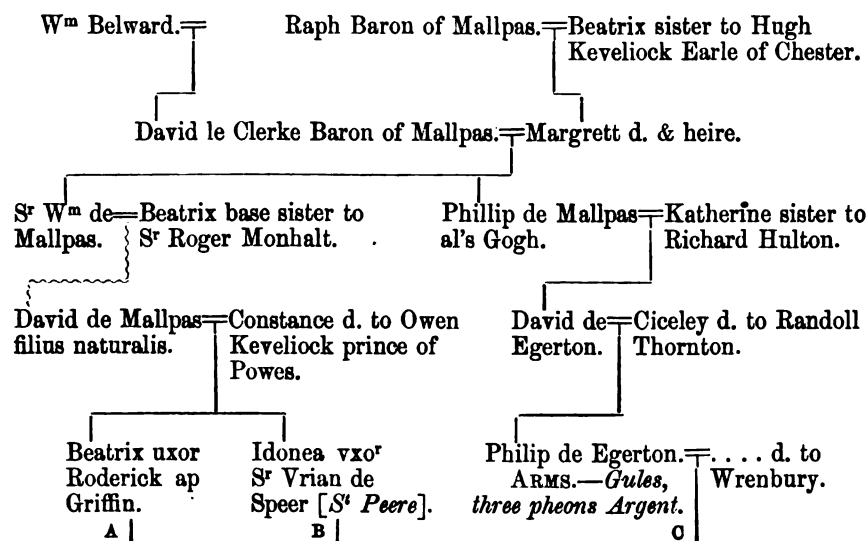 Wᵐ Belward. Raph Baron of Mallpas. Beatrix sister to Hugh
Keveliock Earle of Chester.
David le Clerke Baron of Mallpas. Margrett d. & heire.
Sʳ Wᵐ de Mallpas.
Beatrix base sister to
Sʳ Roger Monhalt.
Phillip de Mallpas
al's Gogh.
Katherine sister to
Richard Hulton.
David de Mallpas
filius naturalis.
Constance d. to Owen
Keveliock prince of
Powes.
David de
Egerton.
Ciceley d. to Randoll
Thornton.
Beatrix uxor
Roderick ap
Griffin.
A
Idonea vxoʳ
Sʳ Vrian de
Speer [Sᵗ Peere].
B
Philip de Egerton.
ARMS.—Gules,
three pheons Argent.
C
. . . . d. to
Wrenbury.